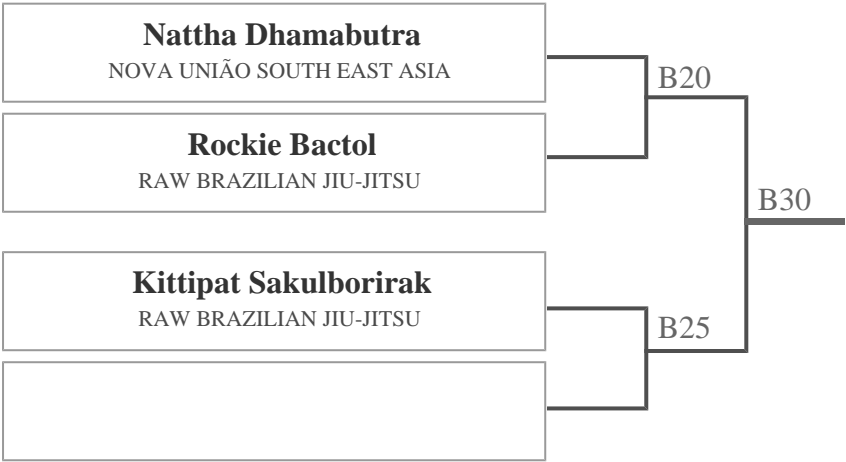 Nattha Dhamabutra
NOVA UNIÃO SOUTH EAST ASIA
B20
Rockie Bactol
RAW BRAZILIAN JIU-JITSU
B30
Kittipat Sakulborirak
RAW BRAZILIAN JIU-JITSU
B25